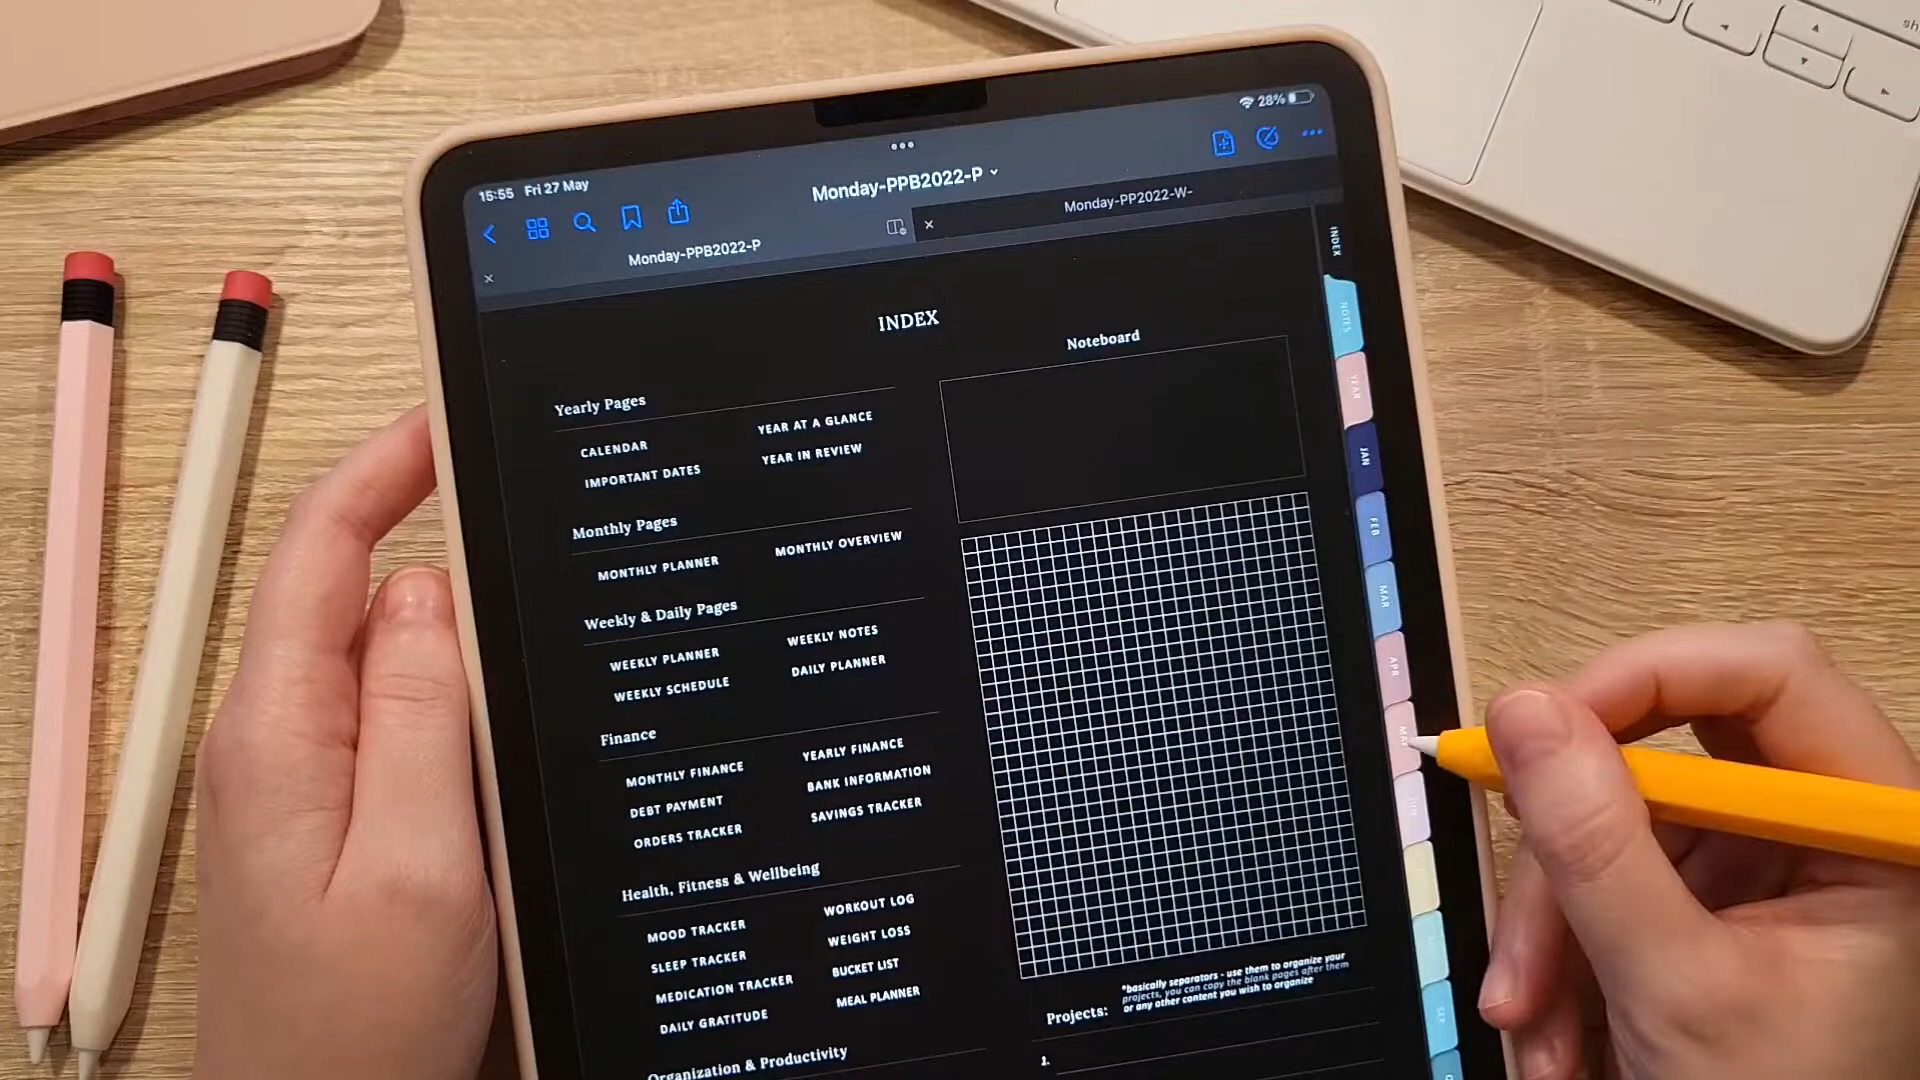 sh
28%
15:55 Fri 27 May
Monday-PPB2022-P
Monday-PPB2022-P
Monday-PP2022-W-
INDEX
Yearly Pages
CALENDAR
YEAR AT A GLANCE
IMPORTANT DATES
YEAR IN REVIEW
Monthly Pages
MONTHLY PLANNER
MONTHLY OVERVIEW
Weekly & Daily Pages
WEEKLY PLANNER
WEEKLY NOTES
WEEKLY SCHEDULE
DAILY PLANNER
Finance
MONTHLY FINANCE
YEARLY FINANCE
DEBT PAYMENT
BANK INFORMATION
ORDERS TRACKER
SAVINGS TRACKER
Health, Fitness & Wellbeing
MOOD TRACKER
WORKOUT LOG
SLEEP TRACKER
WEIGHT LOSS
MEDICATION TRACKER
BUCKET LIST
DAILY GRATITUDE
MEAL PLANNER
Organization & Productivity
Noteboard
*basically separators - use them to organize your
projects, you can copy the blank pages after them
or any other content you wish to organize
Projects:
1.
INDEX
NOTES
YEAR
JAN
FEB
MAR
APR
MAY
JUN
SEP